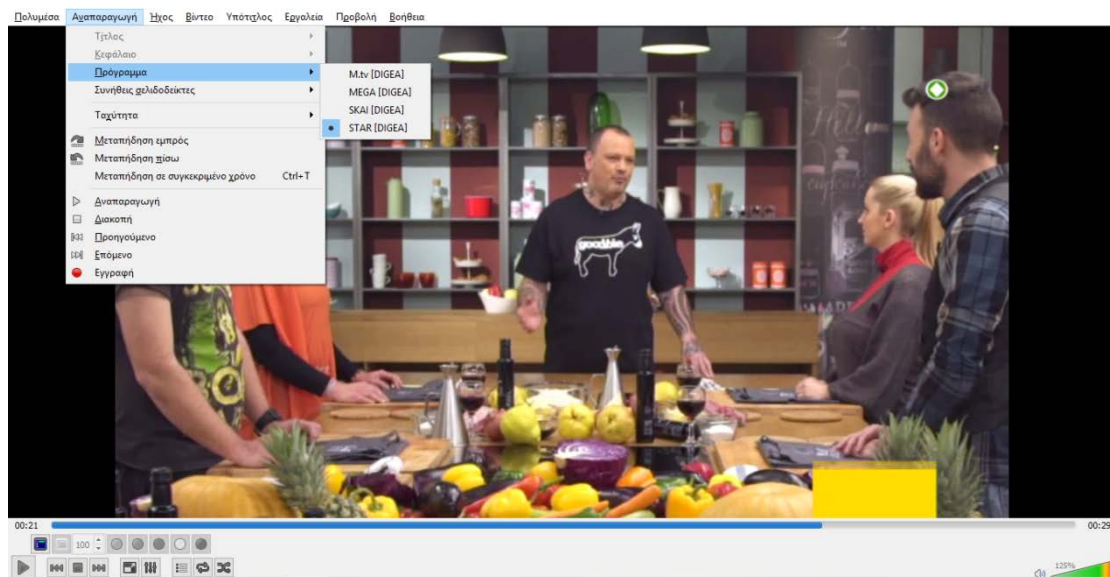 Πολυμέσα Αναπαραγωγή Ήχος Βίντεο Υπότιτλος Εργαλεία Προβολή Βοήθεια
Τίτλος
Κεφάλαιο
Πρόγραμμα
Συνήθεις σελιδοδείκτες
Ταχύτητα
Μεταπήδηση εμπρός
Μεταπήδηση πίσω
Μεταπήδηση σε συγκεκριμένο χρόνο Ctrl+T
Αναπαραγωγή
Διακοπή
Προηγούμενο
Επόμενο
Εγγραφή
M.tv [DIGEA]
MEGA [DIGEA]
SKAI [DIGEA]
STAR [DIGEA]
goodbie
00:21 00:29
100
125%